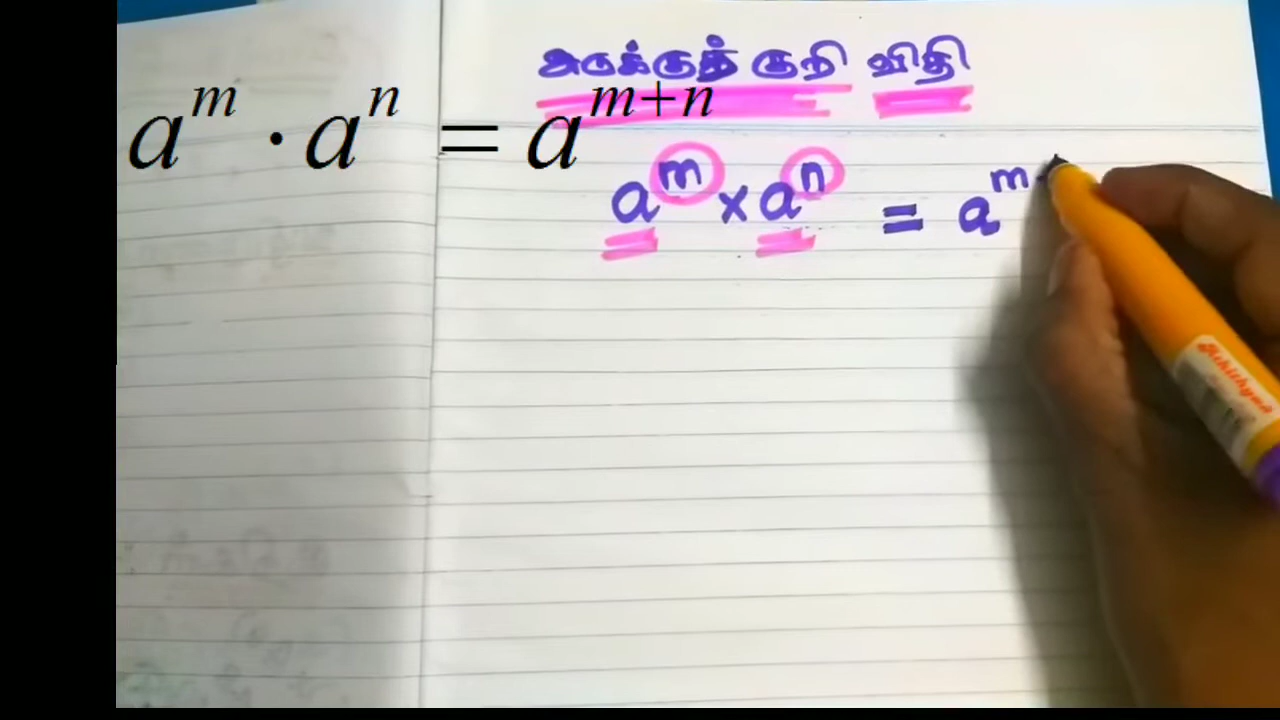 அடுக்குத் குறி விதி
a^m · a^n = a^{m+n}
a^m × a^n = a^m